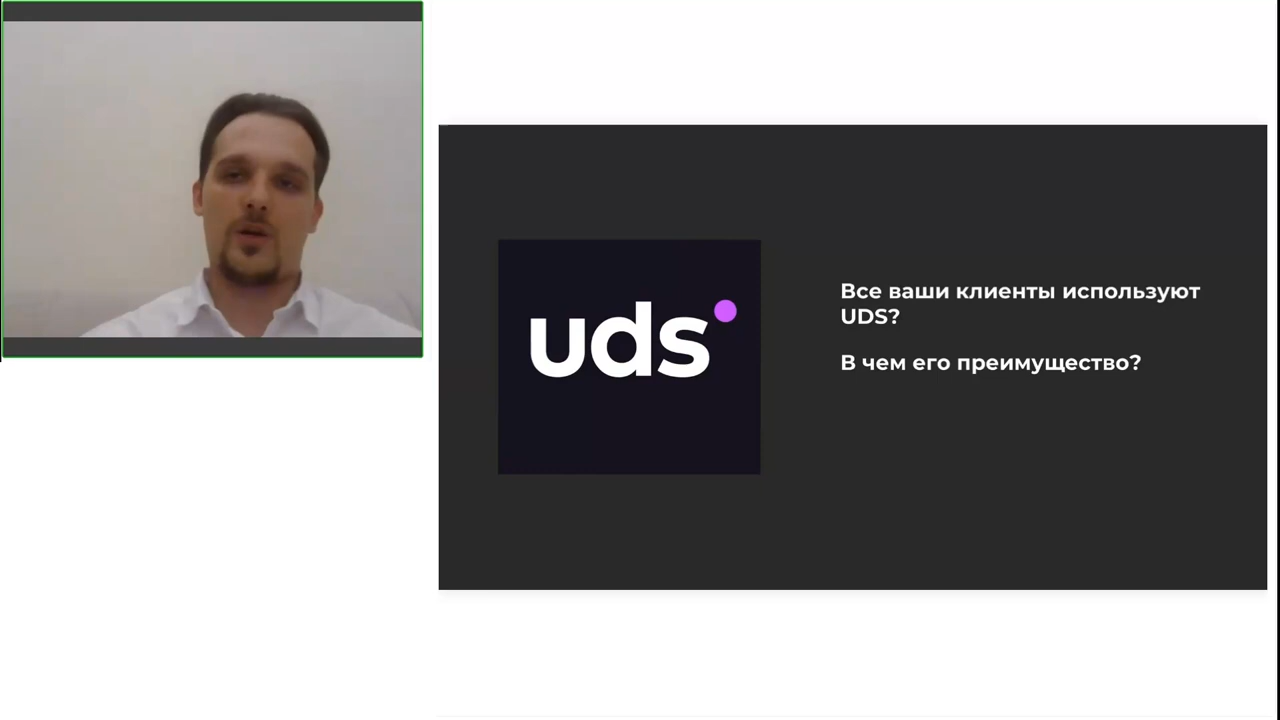 uds
Все ваши клиенты используют
UDS?
В чем его преимущество?